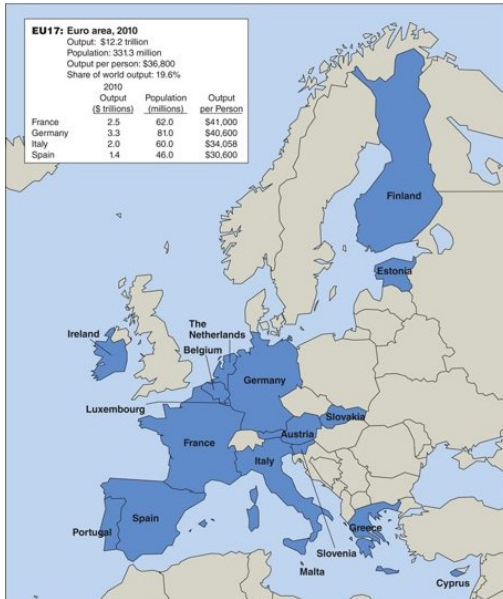 EU17: Euro area, 2010
Output: $12.2 trillion
Population: 331.3 million
Output per person: $36,800
Share of world output: 19.6%
2010
Output Population Output
($ trillions) (millions) per Person
France 2.5 62.0 $41,000
Germany 3.3 81.0 $40,600
Italy 2.0 60.0 $34,058
Spain 1.4 46.0 $30,600
Finland
Estonia
Ireland
The
Netherlands
Belgium
Germany
Luxembourg
Slovakia
Austria
France
Italy
Portugal
Spain
Greece
Slovenia
Malta
Cyprus